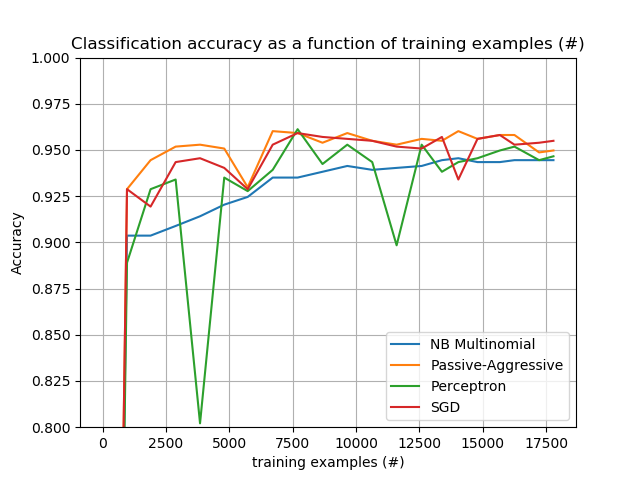 Classification accuracy as a function of training examples (#)
1.000
0.975
0.950
0.925
0.900
0.875
0.850
0.825
0.800
Accuracy
NB Multinomial
Passive-Aggressive
Perceptron
SGD
0 2500 5000 7500 10000 12500 15000 17500
training examples (#)